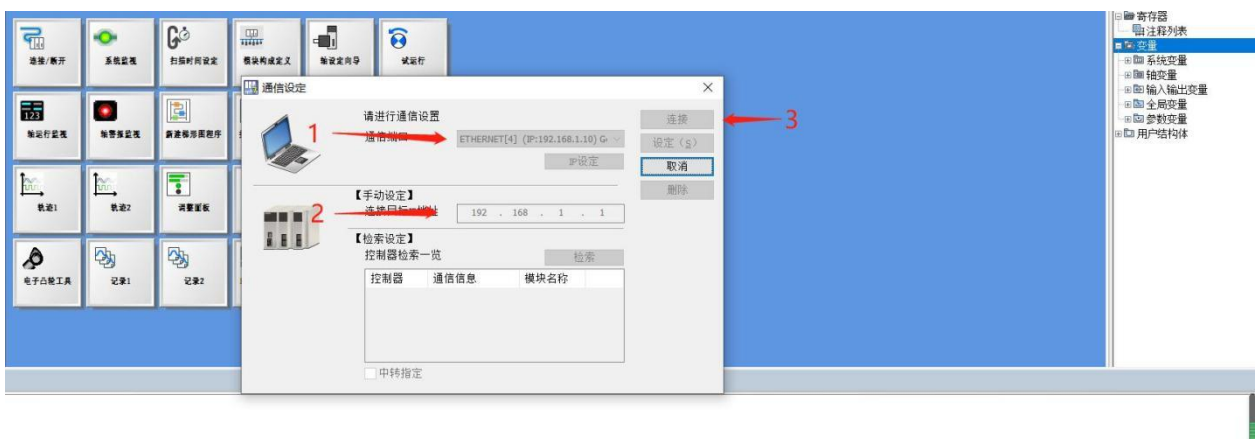 连接/断开
系统监视
扫描时间设定
模块构成定义
轴设定向导
试运行
轴运行监视
轴警报监视
新建梯形图程序
轨迹1
轨迹2
调整面板
电子凸轮工具
记录1
记录2
123
通信设定
请进行通信设置
通信端口
ETHERNET[4] (IP:192.168.1.10) G
IP设定
【手动设定】
192 . 168 . 1 . 1
【检索设定】
控制器检索一览
检索
控制器 通信信息 模块名称
中转指定
连接
设定(S)
取消
删除
1
2
3
寄存器
注释列表
变量
系统变量
轴变量
输入输出变量
全局变量
参数变量
用户结构体